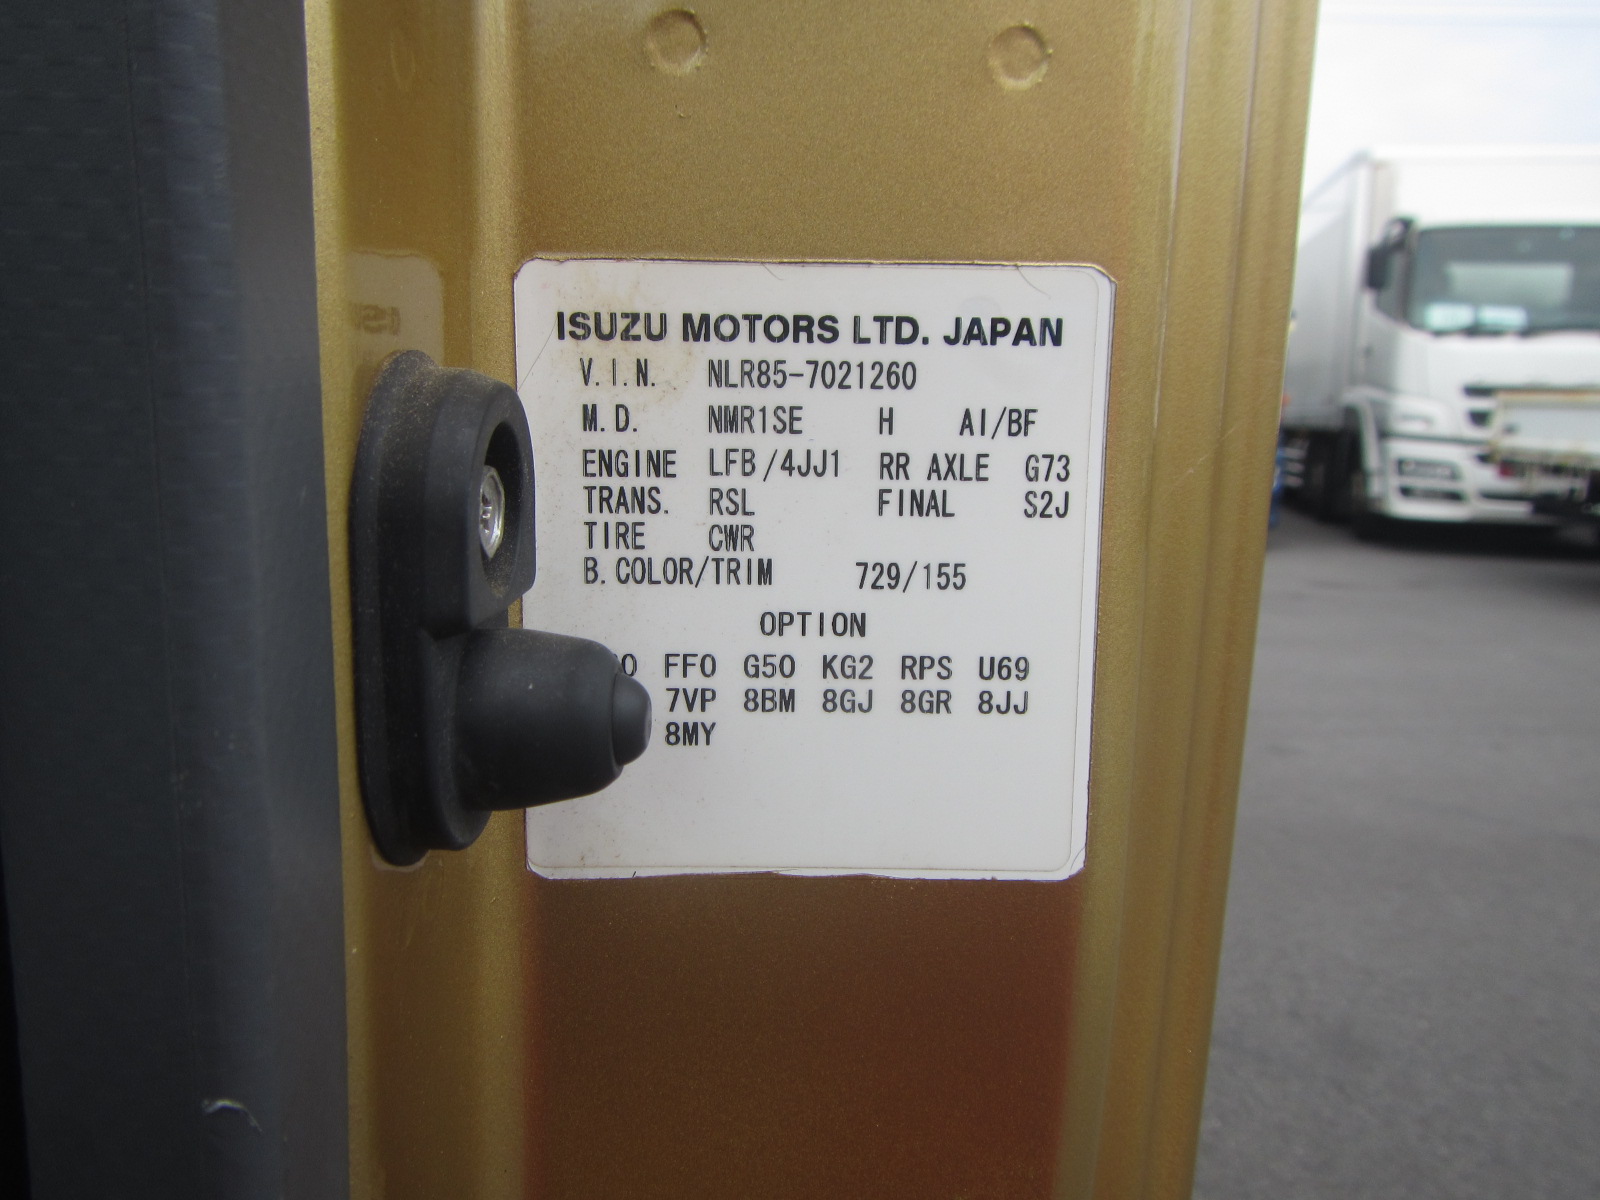 ISUZU MOTORS LTD. JAPAN
V.I.N. NLR85-7021260
M.D. NMR1SE H AI/BF
ENGINE LFB/4JJ1 RR AXLE G73
TRANS. RSL FINAL S2J
TIRE CWR
B.COLOR/TRIM 729/155
OPTION
FF0 G50 KG2 RPS U69
7VP 8BM 8GJ 8GR 8JJ
8MY